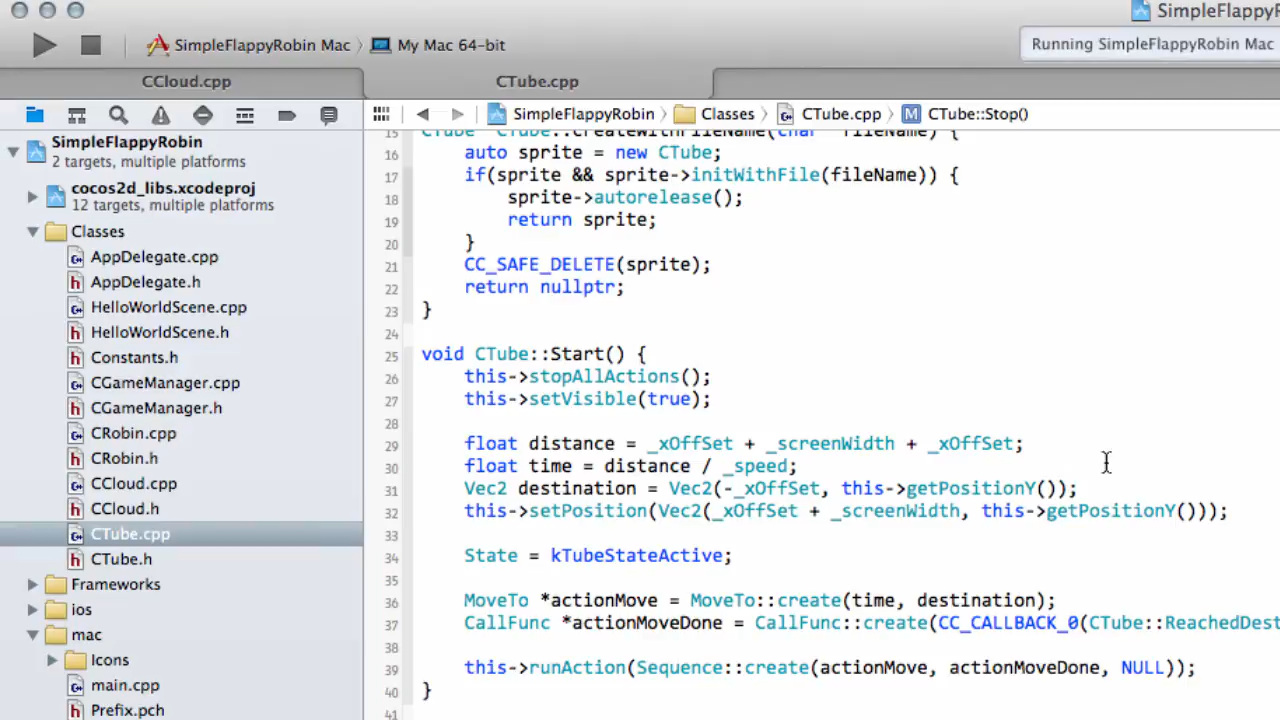 SimpleFlappyR
SimpleFlappyRobin Mac
My Mac 64-bit
Running SimpleFlappyRobin Mac
CCloud.cpp
CTube.cpp
SimpleFlappyRobin
Classes
CTube.cpp
M
CTube::Stop()
SimpleFlappyRobin
2 targets, multiple platforms
cocos2d_libs.xcodeproj
12 targets, multiple platforms
Classes
AppDelegate.cpp
AppDelegate.h
HelloWorldScene.cpp
HelloWorldScene.h
Constants.h
CGameManager.cpp
CGameManager.h
CRobin.cpp
CRobin.h
CCloud.cpp
CCloud.h
CTube.cpp
CTube.h
Frameworks
ios
mac
Icons
main.cpp
Prefix.pch
15 CTube CTube::createWithFileName(char fileName) {
16 auto sprite = new CTube;
17 if(sprite && sprite->initWithFile(fileName)) {
18 sprite->autorelease();
19 return sprite;
20 }
21 CC_SAFE_DELETE(sprite);
22 return nullptr;
23 }
24
25 void CTube::Start() {
26 this->stopAllActions();
27 this->setVisible(true);
28
29 float distance = _xOffSet + _screenWidth + _xOffSet;
30 float time = distance / _speed;
31 Vec2 destination = Vec2(-_xOffSet, this->getPositionY());
32 this->setPosition(Vec2(_xOffSet + _screenWidth, this->getPositionY()));
33
34 State = kTubeStateActive;
35
36 MoveTo *actionMove = MoveTo::create(time, destination);
37 CallFunc *actionMoveDone = CallFunc::create(CC_CALLBACK_0(CTube::ReachedDest
38
39 this->runAction(Sequence::create(actionMove, actionMoveDone, NULL));
40 }
41